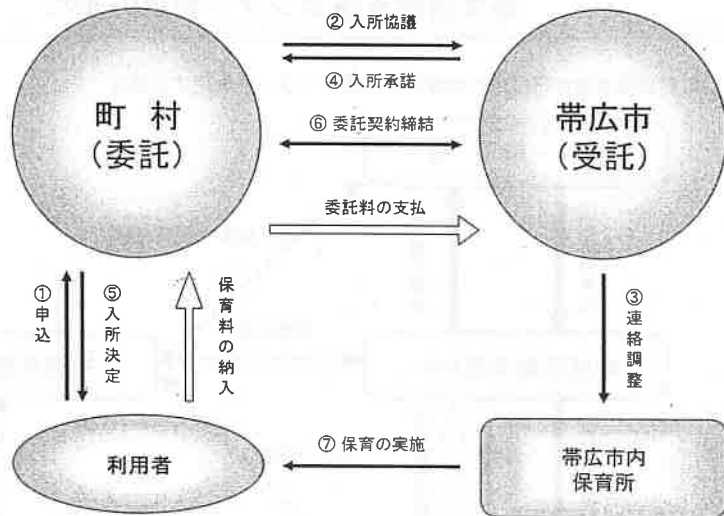 ② 入所協議
④ 入所承諾
町 村
(委託)
⑥ 委託契約締結
帯広市
(受託)
委託料の支払
①申込
⑤入所決定
保育料の納入
③連絡調整
利用者
⑦ 保育の実施
帯広市内
保育所